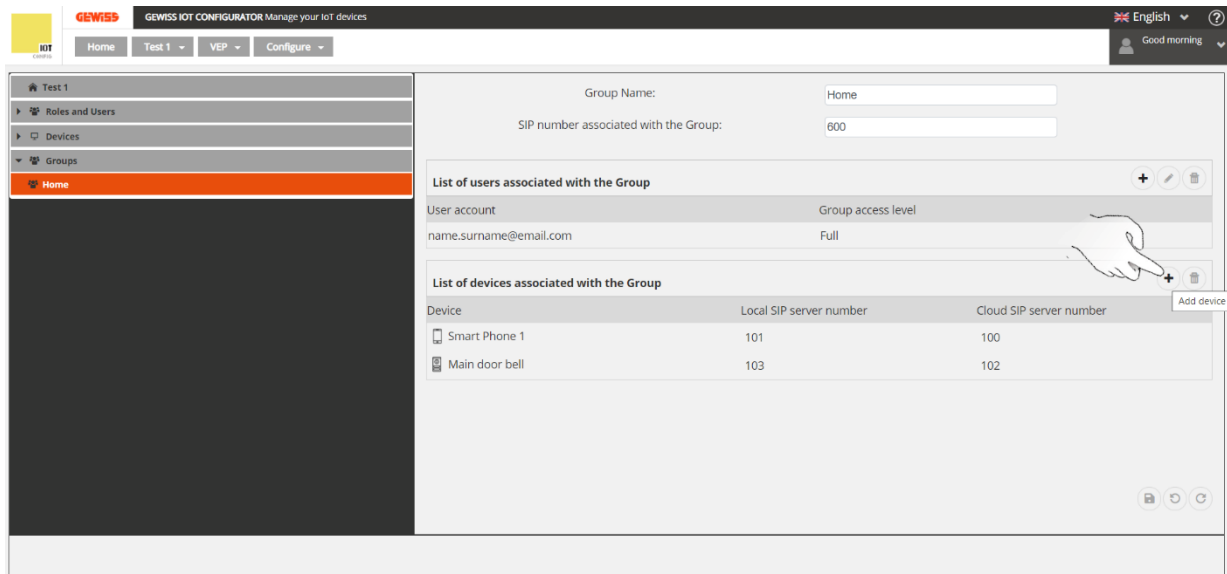 GEWISS GEWISS IOT CONFIGURATOR Manage your IoT devices English ?
IOT
CONFIG
Home Test 1 VEP Configure Good morning
Test 1
Roles and Users
Devices
Groups
Home
Group Name: Home
SIP number associated with the Group: 600
List of users associated with the Group
User account Group access level
name.surname@email.com Full
List of devices associated with the Group
Add device
Device Local SIP server number Cloud SIP server number
Smart Phone 1 101 100
Main door bell 103 102